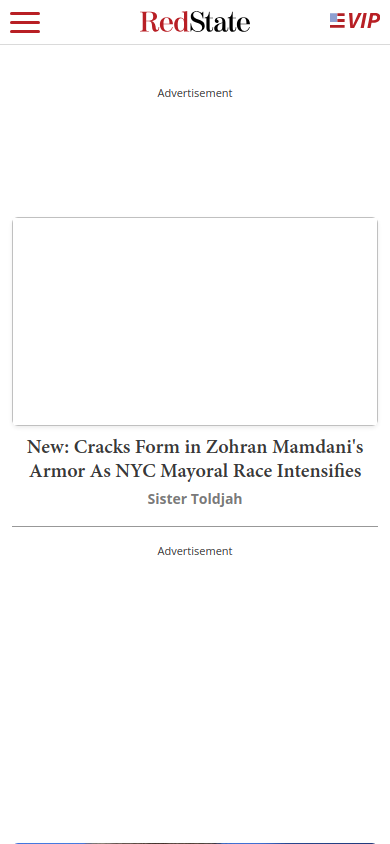 RedState
VIP
Advertisement
New: Cracks Form in Zohran Mamdani's
Armor As NYC Mayoral Race Intensifies
Sister Toldjah
Advertisement